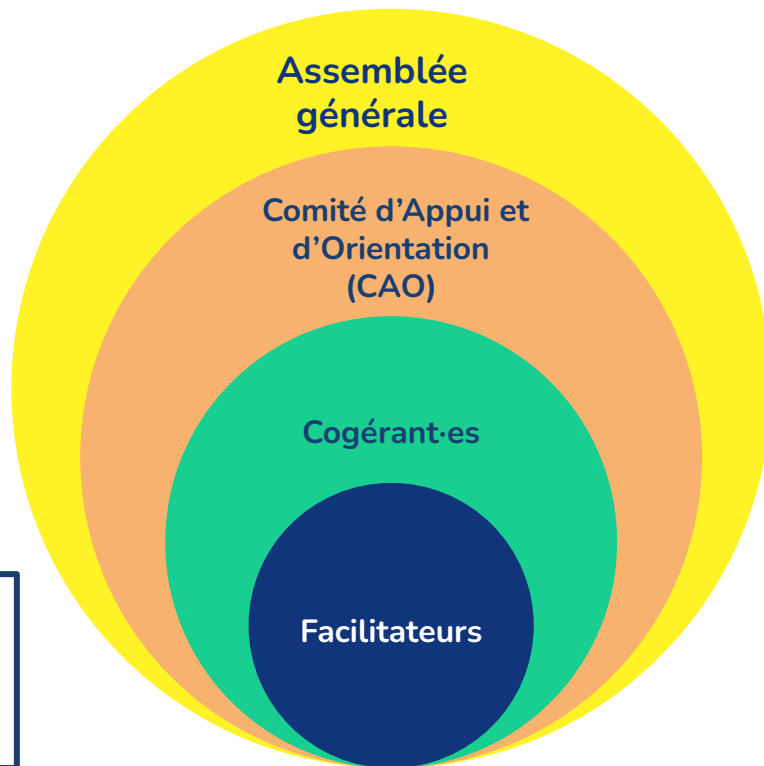 Assemblée
générale
Comité d’Appui et
d’Orientation
(CAO)
Cogérant·es
Facilitateurs